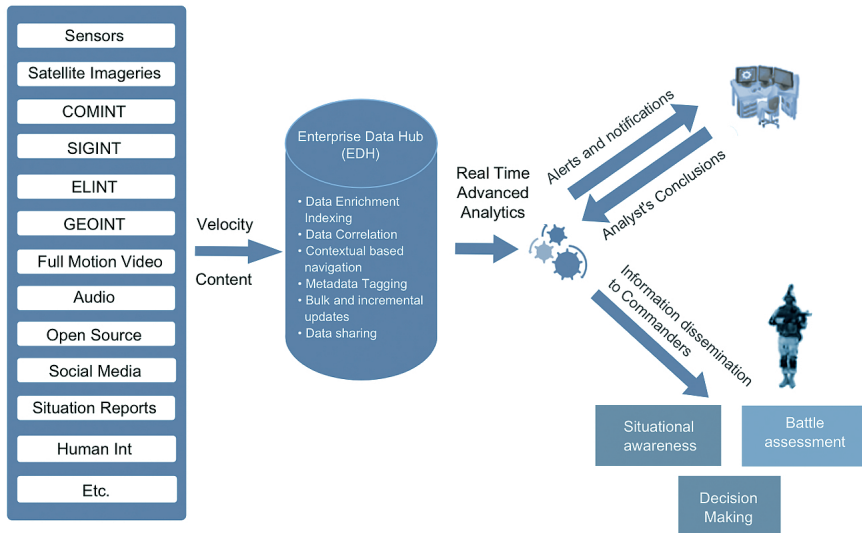 Sensors
Satellite Imageries
COMINT
SIGINT
ELINT
GEOINT
Full Motion Video
Audio
Open Source
Social Media
Situation Reports
Human Int
Etc.
Velocity
Content
Enterprise Data Hub
(EDH)
• Data Enrichment
Indexing
• Data Correlation
• Contextual based
navigation
• Metadata Tagging
• Bulk and incremental
updates
• Data sharing
Real Time
Advanced
Analytics
Alerts and notifications
Analyst's Conclusions
Information dissemination
to Commanders
Situational
awareness
Battle
assessment
Decision
Making